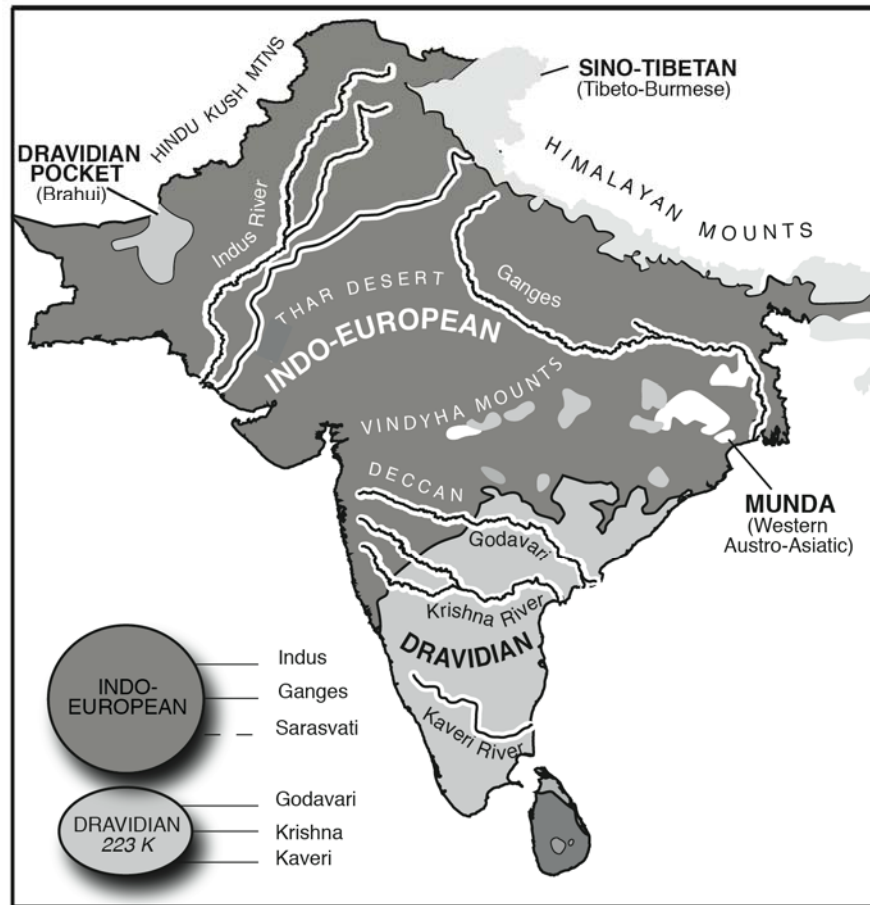 HINDU KUSH MTNS
SINO-TIBETAN
(Tibeto-Burmese)
DRAVIDIAN
POCKET
(Brahui)
HIMALAYAN MOUNTS
Indus River
THAR DESERT
Ganges
INDO-EUROPEAN
VINDYHA MOUNTS
DECCAN
MUNDA
(Western
Austro-Asiatic)
Godavari
Krishna River
DRAVIDIAN
Kaveri River
INDO-
EUROPEAN
Indus
Ganges
Sarasvati
DRAVIDIAN
223 K
Godavari
Krishna
Kaveri